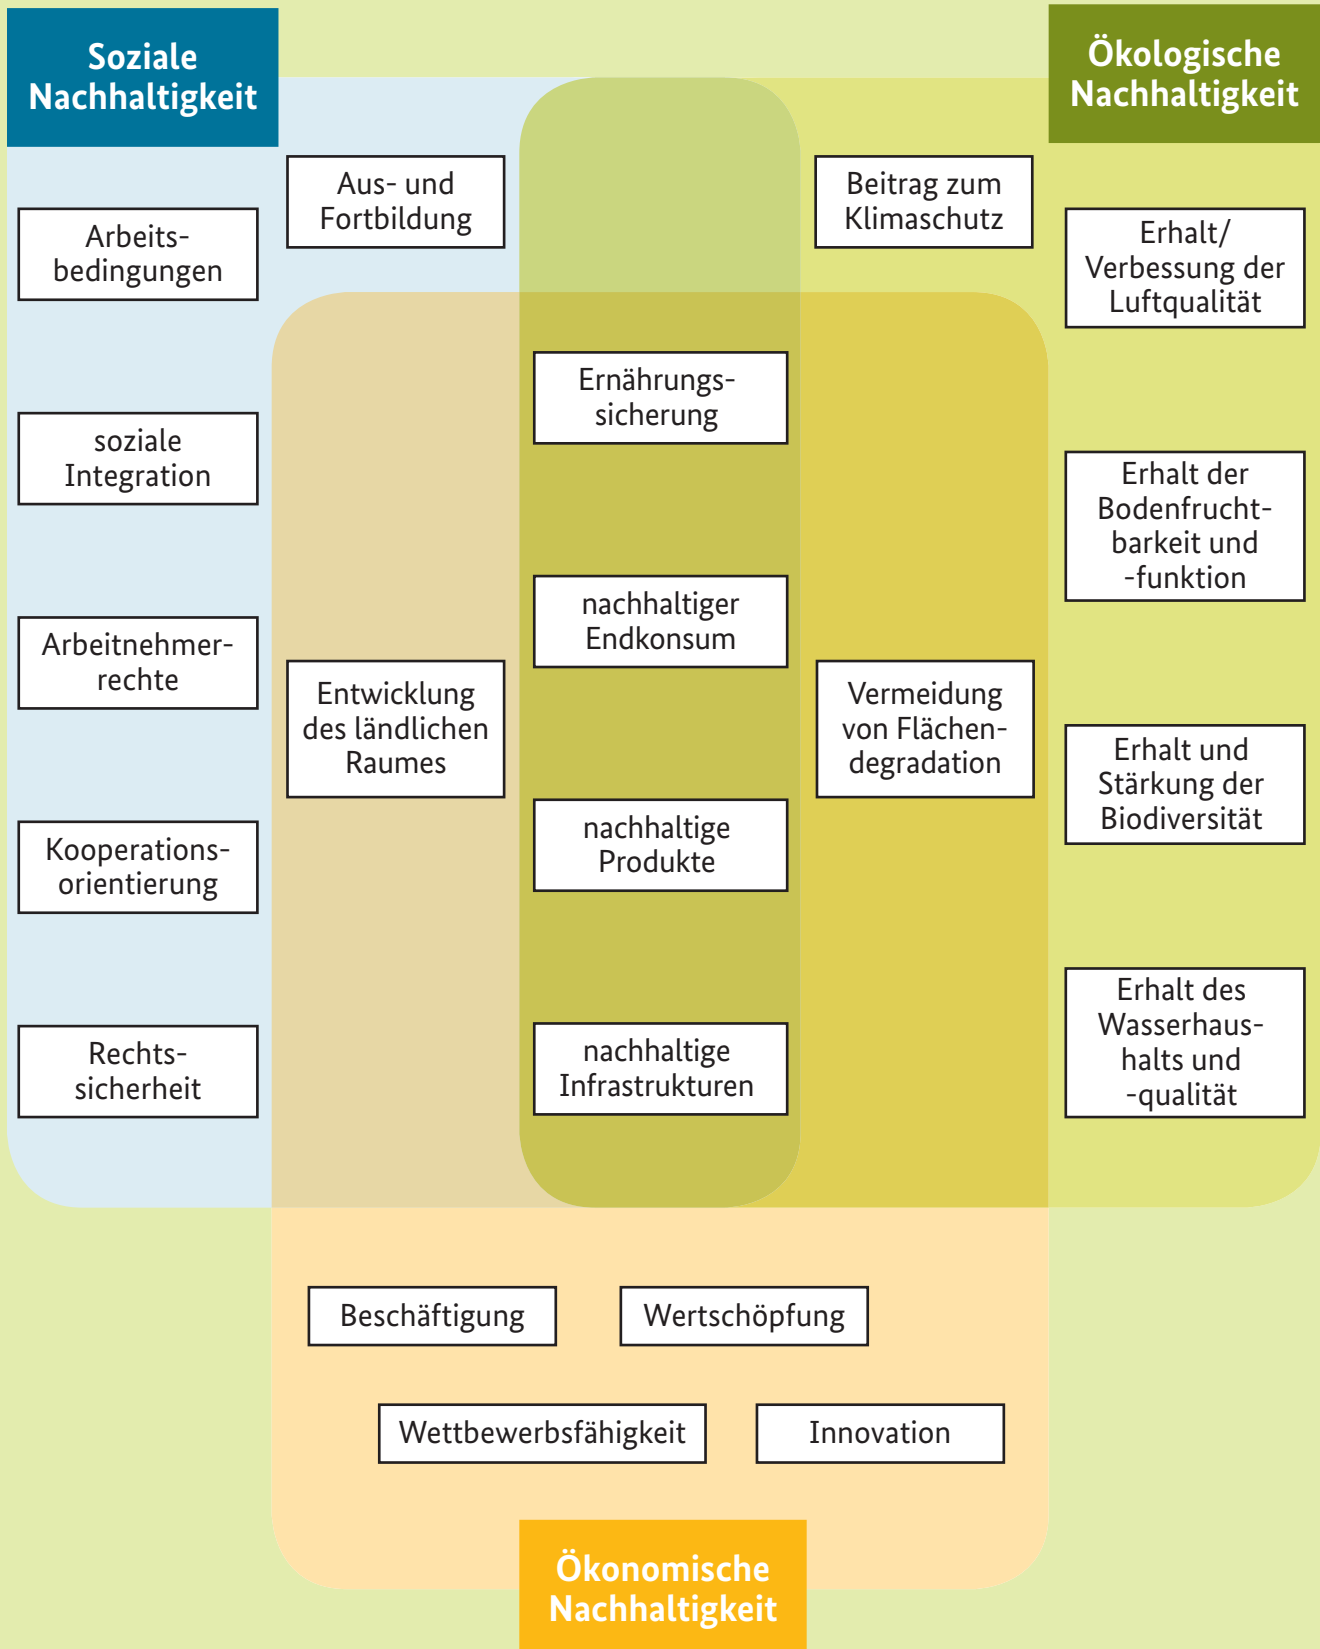 Soziale
Nachhaltigkeit
Ökologische
Nachhaltigkeit
Arbeits-
bedingungen
soziale
Integration
Arbeitnehmer-
rechte
Kooperations-
orientierung
Rechts-
sicherheit
Aus- und
Fortbildung
Entwicklung
des ländlichen
Raumes
Ernährungs-
sicherung
nachhaltiger
Endkonsum
nachhaltige
Produkte
nachhaltige
Infrastrukturen
Beitrag zum
Klimaschutz
Vermeidung
von Flächen-
degradation
Erhalt/
Verbessung der
Luftqualität
Erhalt der
Bodenfrucht-
barkeit und
-funktion
Erhalt und
Stärkung der
Biodiversität
Erhalt des
Wasserhaus-
halts und
-qualität
Beschäftigung
Wertschöpfung
Wettbewerbsfähigkeit
Innovation
Ökonomische
Nachhaltigkeit